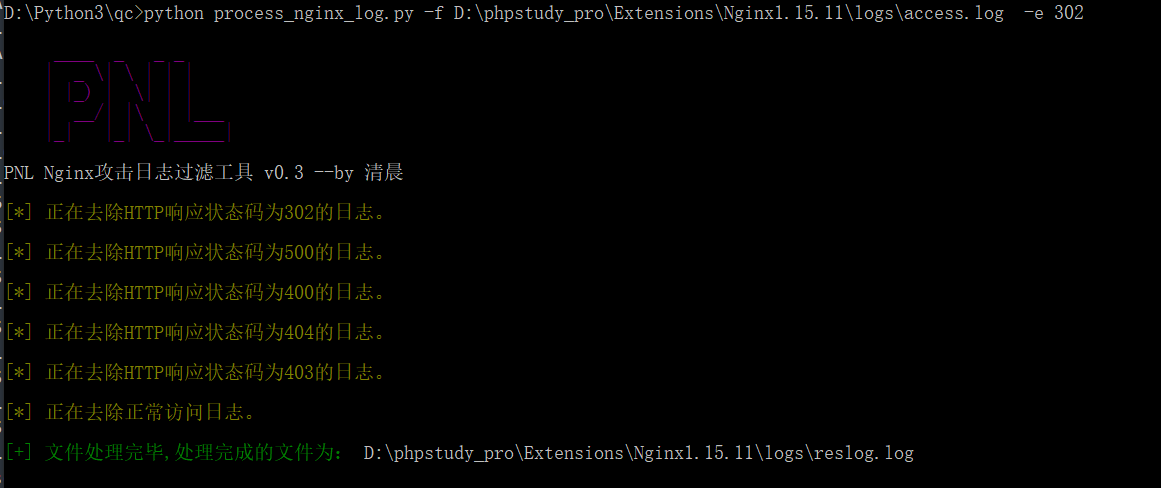 D:\Python3\qc>python process_nginx_log.py -f D:\phpstudy_pro\Extensions\Nginx1.15.11\logs\access.log  -e 302
PNL
PNL Nginx攻击日志过滤工具 v0.3 --by 清晨
[*] 正在去除HTTP响应状态码为302的日志。
[*] 正在去除HTTP响应状态码为500的日志。
[*] 正在去除HTTP响应状态码为400的日志。
[*] 正在去除HTTP响应状态码为404的日志。
[*] 正在去除HTTP响应状态码为403的日志。
[*] 正在去除正常访问日志。
[+] 文件处理完毕,处理完成的文件为： D:\phpstudy_pro\Extensions\Nginx1.15.11\logs\reslog.log